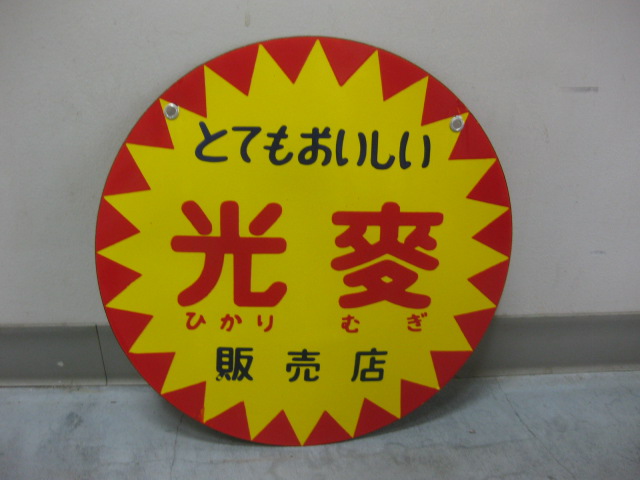 とてもおいしい
光麥
ひかりむぎ
販売店